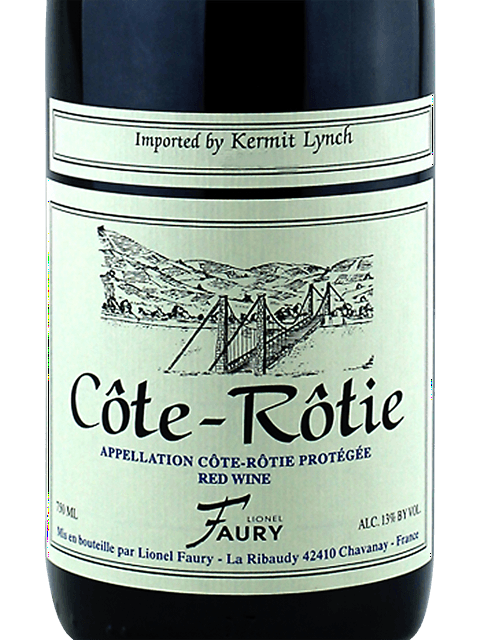 Imported by Kermit Lynch
Côte-Rôtie
APPELLATION CÔTE-RÔTIE PROTÉGÉE
RED WINE
750 ML
LIONEL
FAURY
ALC. 13% BY VOL.
Mis en bouteille par Lionel Faury - La Ribaudy 42410 Chavanay - France